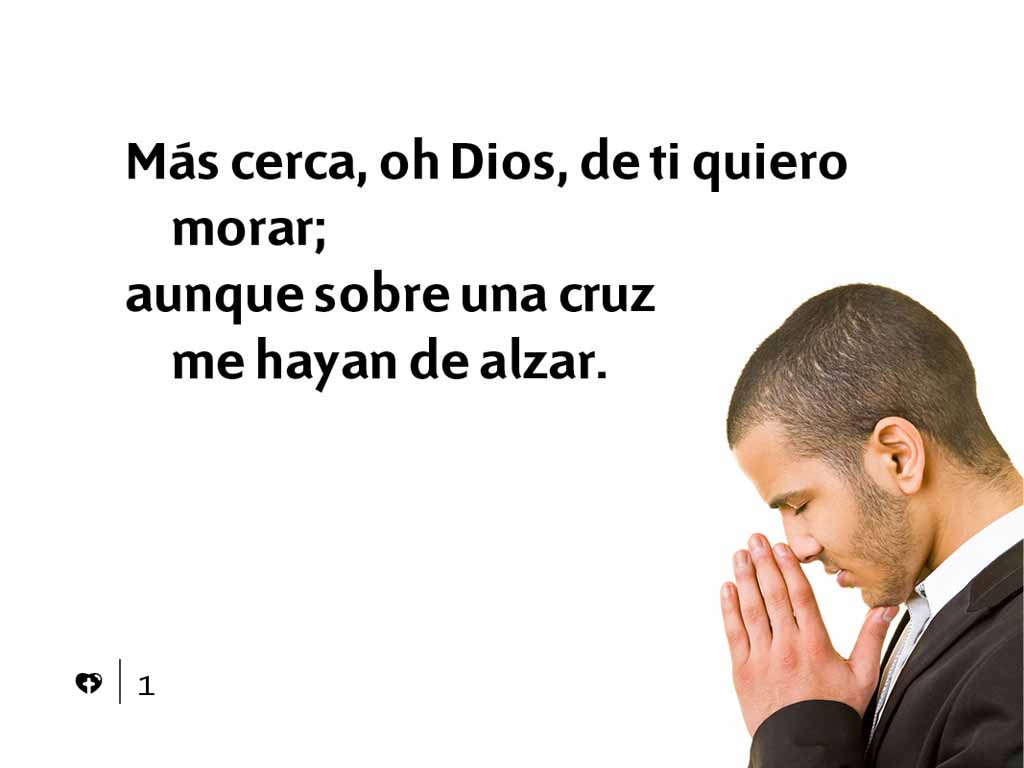 Más cerca, oh Dios, de ti quiero
morar;
aunque sobre una cruz
me hayan de alzar.
1